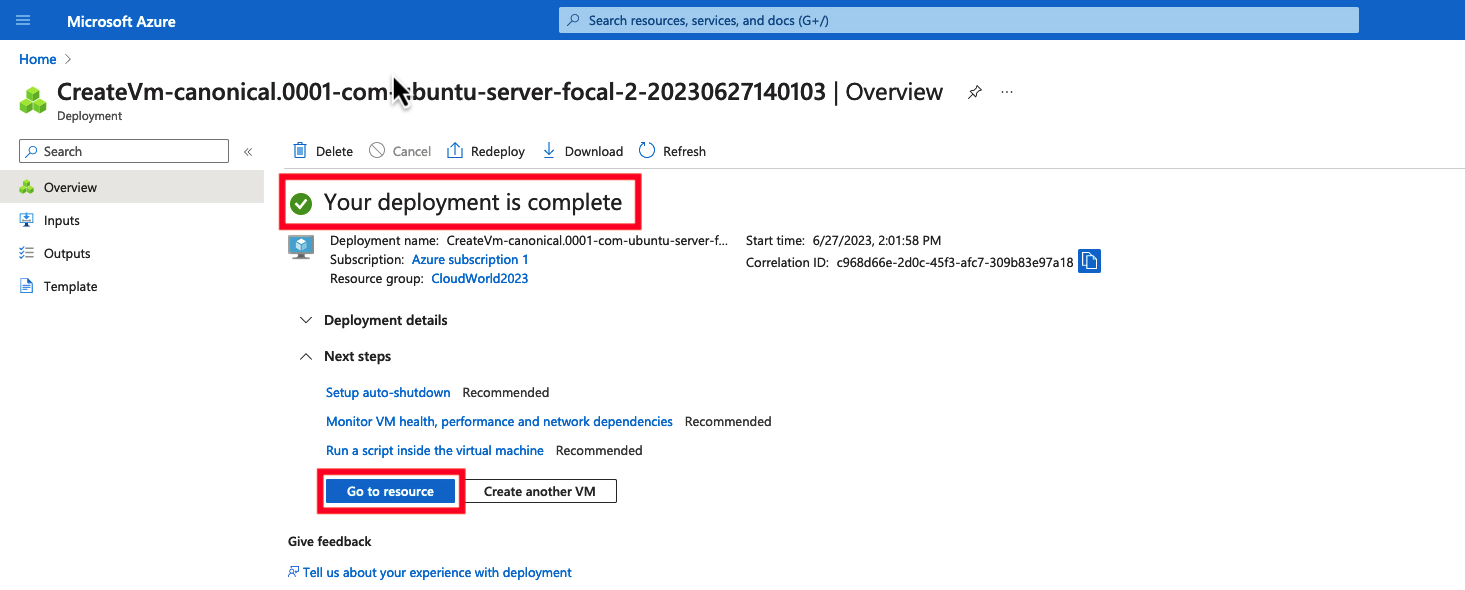 Microsoft Azure
Search resources, services, and docs (G+/)
Home
CreateVm-canonical.0001-com-ubuntu-server-focal-2-20230627140103 | Overview
Deployment
Search
Delete
Cancel
Redeploy
Download
Refresh
Overview
Inputs
Outputs
Template
Your deployment is complete
Deployment name: CreateVm-canonical.0001-com-ubuntu-server-f...
Subscription: Azure subscription 1
Resource group: CloudWorld2023
Start time: 6/27/2023, 2:01:58 PM
Correlation ID: c968d66e-2d0c-45f3-afc7-309b83e97a18
Deployment details
Next steps
Setup auto-shutdown Recommended
Monitor VM health, performance and network dependencies Recommended
Run a script inside the virtual machine Recommended
Go to resource
Create another VM
Give feedback
Tell us about your experience with deployment